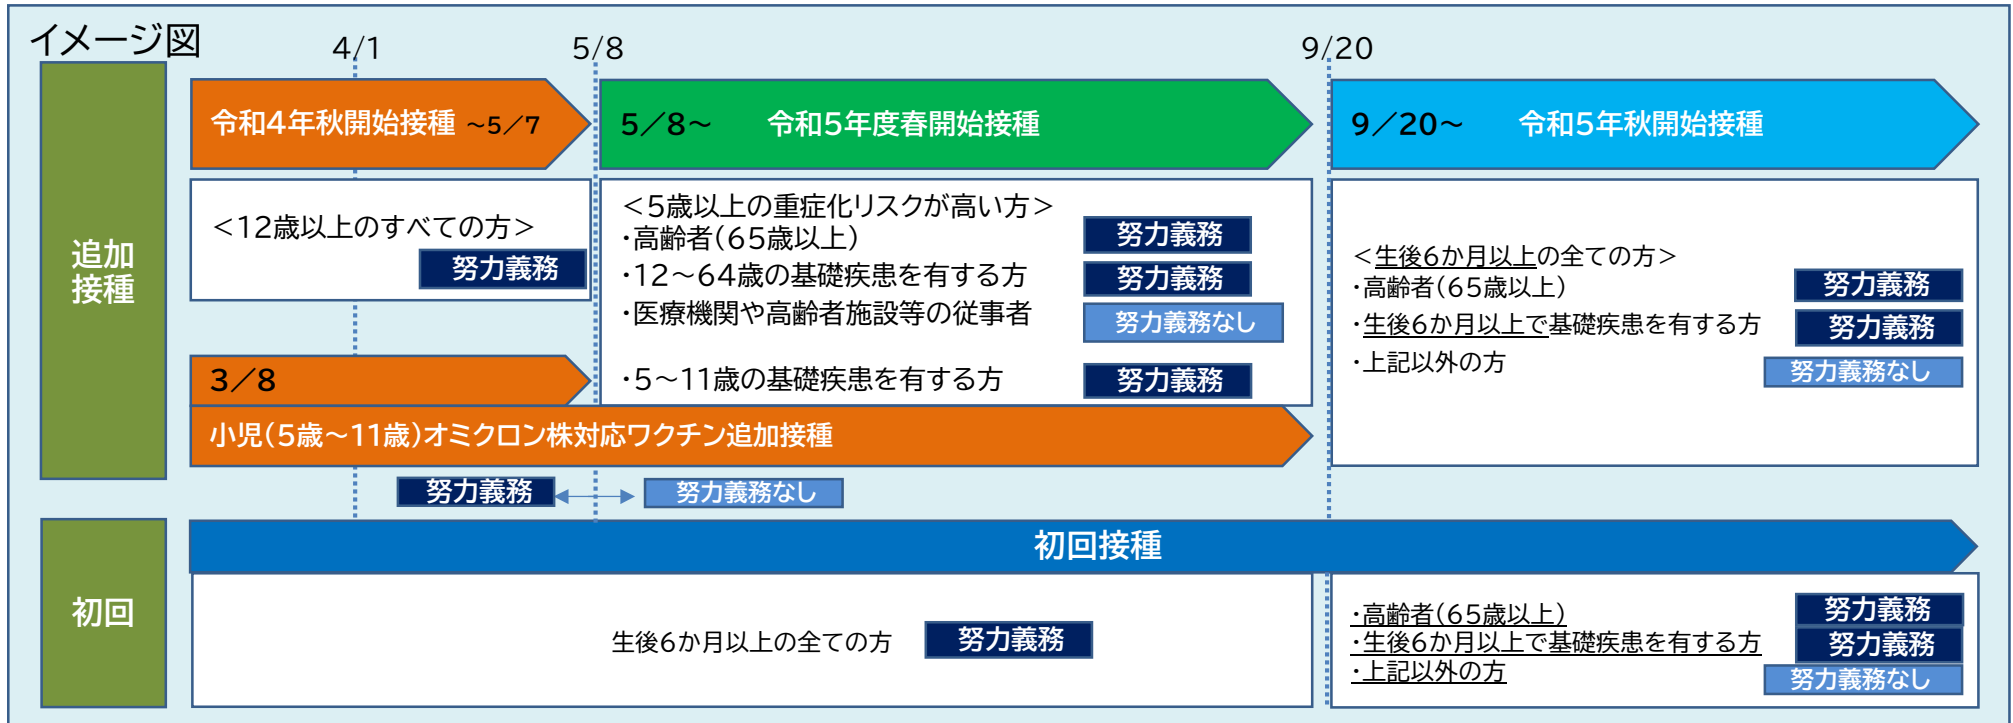 イメージ図
4/1
5/8
9/20
追加
接種
令和4年秋開始接種 ~5/7
5/8~ 令和5年度春開始接種
9/20~ 令和5年秋開始接種
<12歳以上のすべての方>
努力義務
<5歳以上の重症化リスクが高い方>
・高齢者(65歳以上) 努力義務
・12~64歳の基礎疾患を有する方 努力義務
・医療機関や高齢者施設等の従事者 努力義務なし
・5~11歳の基礎疾患を有する方 努力義務
<生後6か月以上の全ての方>
・高齢者(65歳以上) 努力義務
・生後6か月以上で基礎疾患を有する方 努力義務
・上記以外の方 努力義務なし
3/8
小児(5歳~11歳)オミクロン株対応ワクチン追加接種
努力義務 努力義務なし
初回
初回接種
生後6か月以上の全ての方 努力義務
・高齢者(65歳以上) 努力義務
・生後6か月以上で基礎疾患を有する方 努力義務
・上記以外の方 努力義務なし